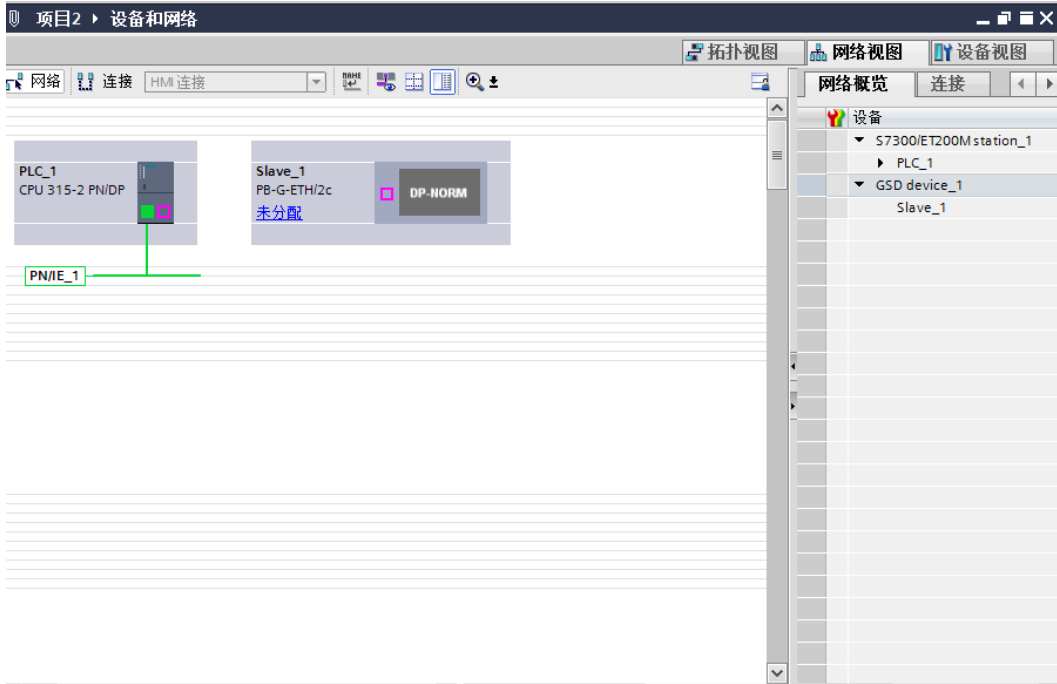 项目2 ▸ 设备和网络
拓扑视图 网络视图 设备视图
网络 连接 HMI 连接
网络概览 连接
设备
S7300/ET200M station_1
PLC_1
GSD device_1
Slave_1
PLC_1
CPU 315-2 PN/DP
Slave_1
PB-G-ETH/2c
未分配
DP-NORM
PN/IE_1